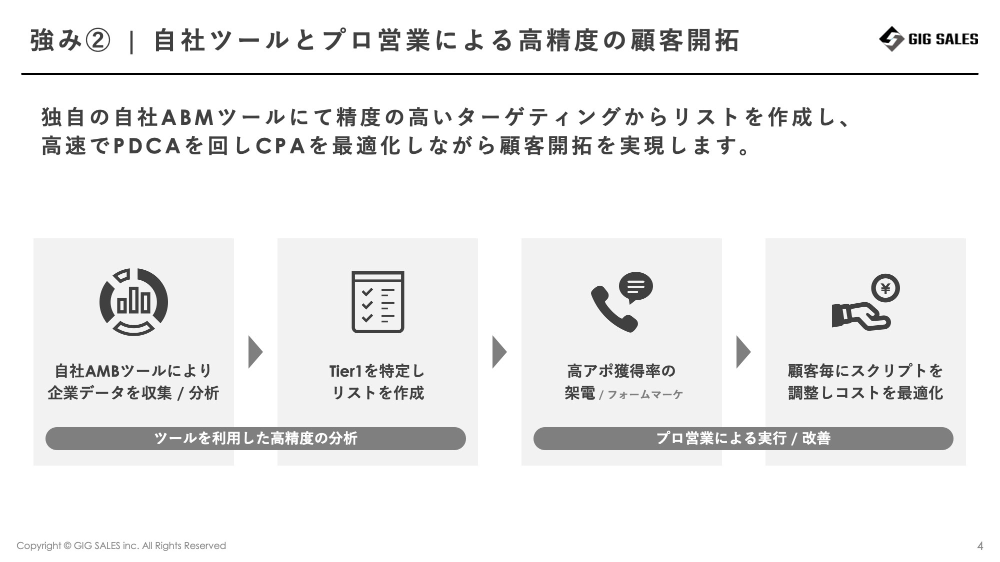 強み② | 自社ツールとプロ営業による高精度の顧客開拓
GIG SALES
独自の自社ABMツールにて精度の高いターゲティングからリストを作成し、
高速でPDCAを回しCPAを最適化しながら顧客開拓を実現します。
自社AMBツールにより
企業データを収集 / 分析
Tier1を特定し
リストを作成
高アポ獲得率の
架電 / フォームマーケ
¥
顧客毎にスクリプトを
調整しコストを最適化
ツールを利用した高精度の分析
プロ営業による実行 / 改善
Copyright © GIG SALES inc. All Rights Reserved
4